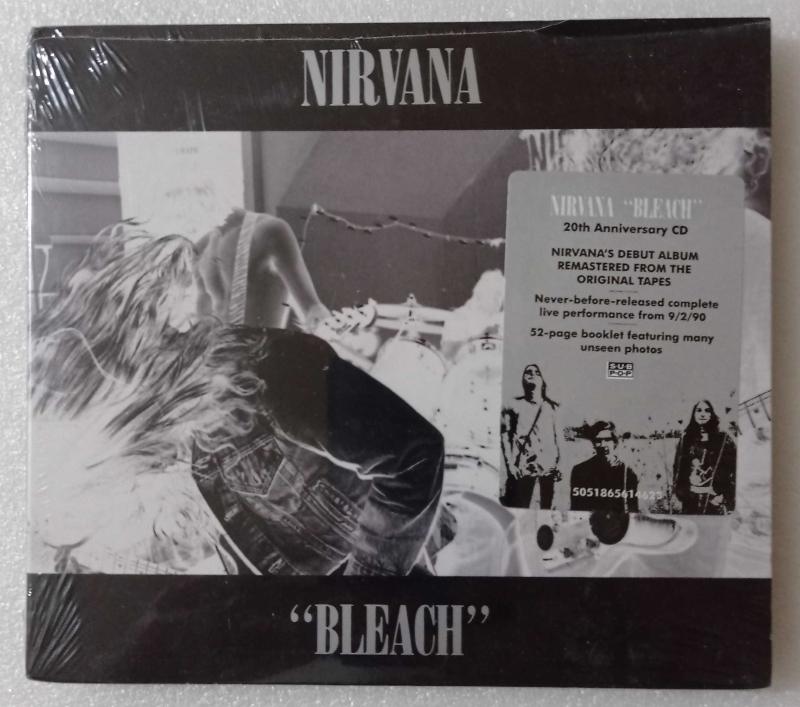 NIRVANA
NIRVANA "BLEACH"
20th Anniversary CD
NIRVANA'S DEBUT ALBUM
REMASTERED FROM THE
ORIGINAL TAPES
Never-before-released complete
live performance from 9/2/90
52-page booklet featuring many
unseen photos
SUB
POP
5051865614623
"BLEACH"